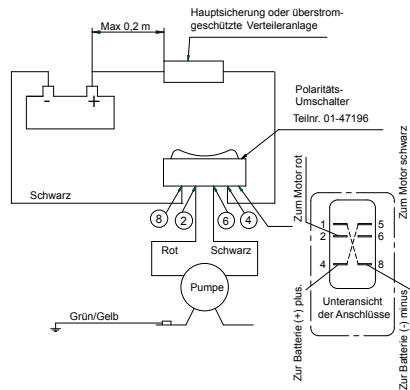 Hauptsicherung oder überstrom-
geschützte Verteileranlage
Max 0,2 m
- +
Polaritäts-
Umschalter
Teilnr. 01-47196
Schwarz
8 2 6 4
Rot Schwarz
Pumpe
Grün/Gelb
Zum Motor rot
Zum Motor schwarz
1 5
2 6
4 8
Unteransicht
der Anschlüsse
Zur Batterie (+) plus.
Zur Batterie (-) minus